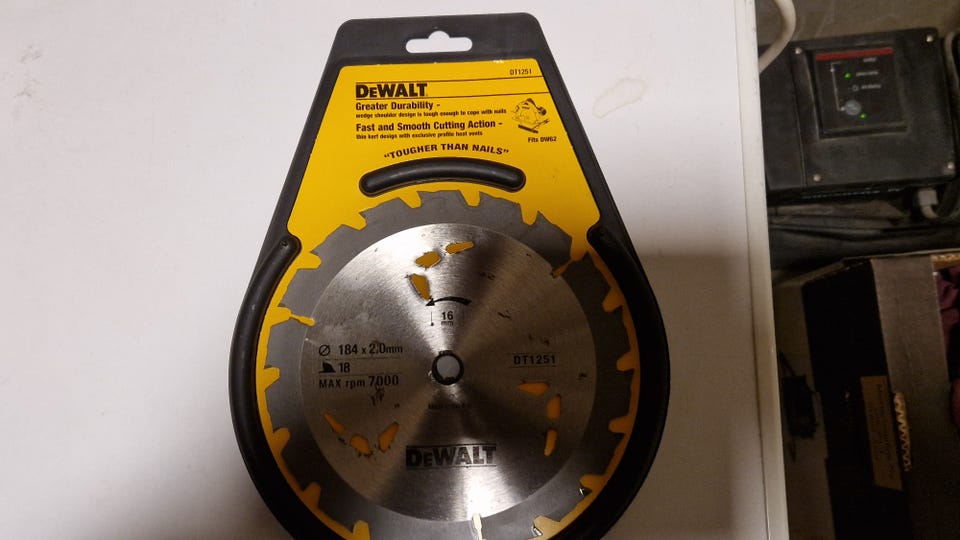 DT1251
DEWALT
Greater Durability -
wedge shoulder design is tough enough to cope with nails
Fast and Smooth Cutting Action -
thin kerf design with exclusive profile heat vents
Fits DW62
"TOUGHER THAN NAILS"
16
mm
Ø 184 x 2.0mm
18
MAX rpm 7000
DT1251
DEWALT